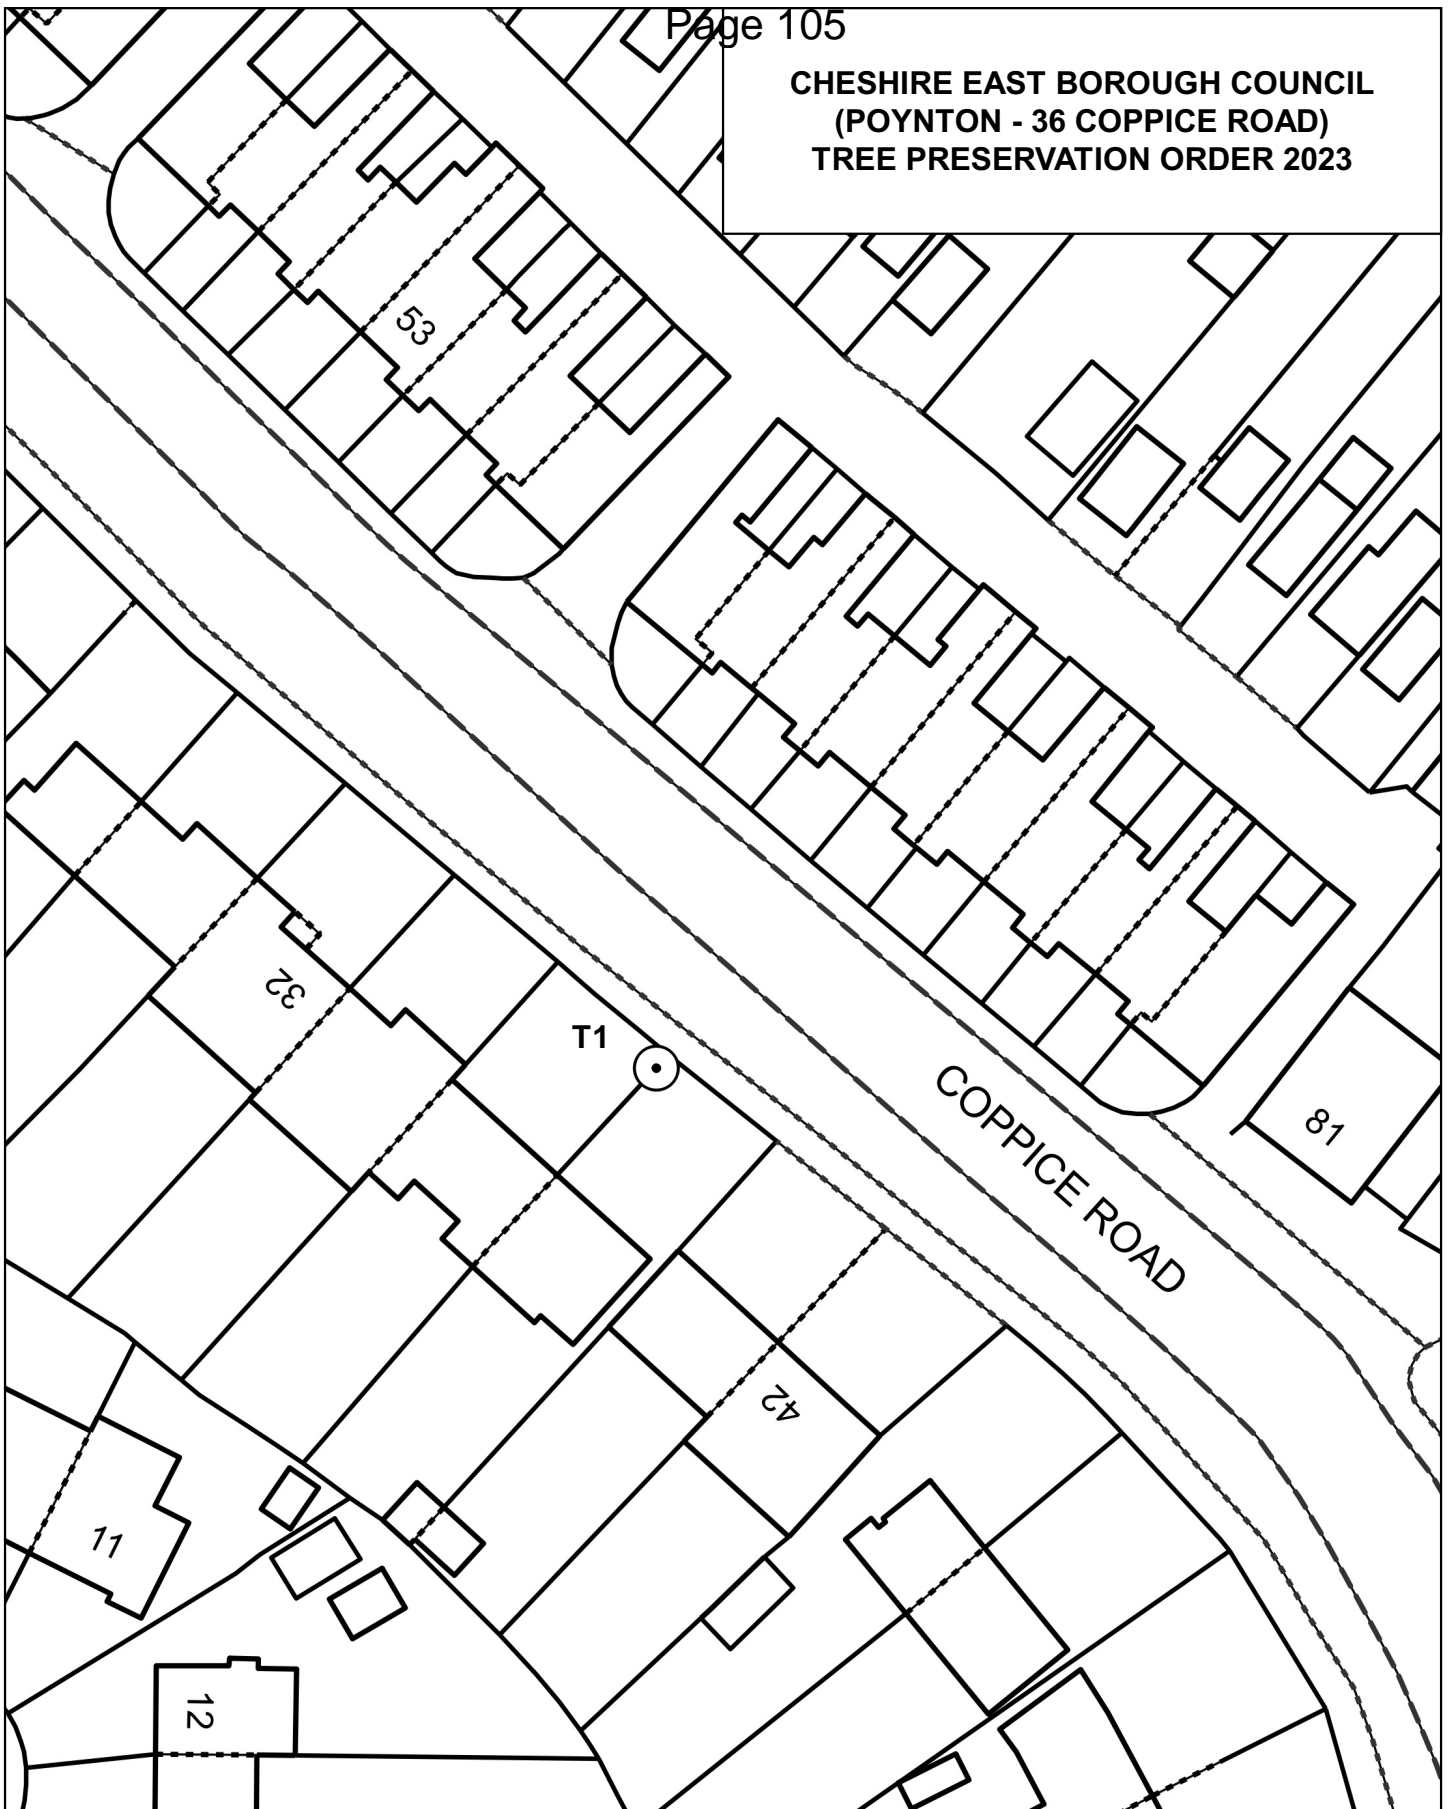 Page 105
CHESHIRE EAST BOROUGH COUNCIL
(POYNTON - 36 COPPICE ROAD)
TREE PRESERVATION ORDER 2023
53
32
T1
COPPICE ROAD
81
42
11
12